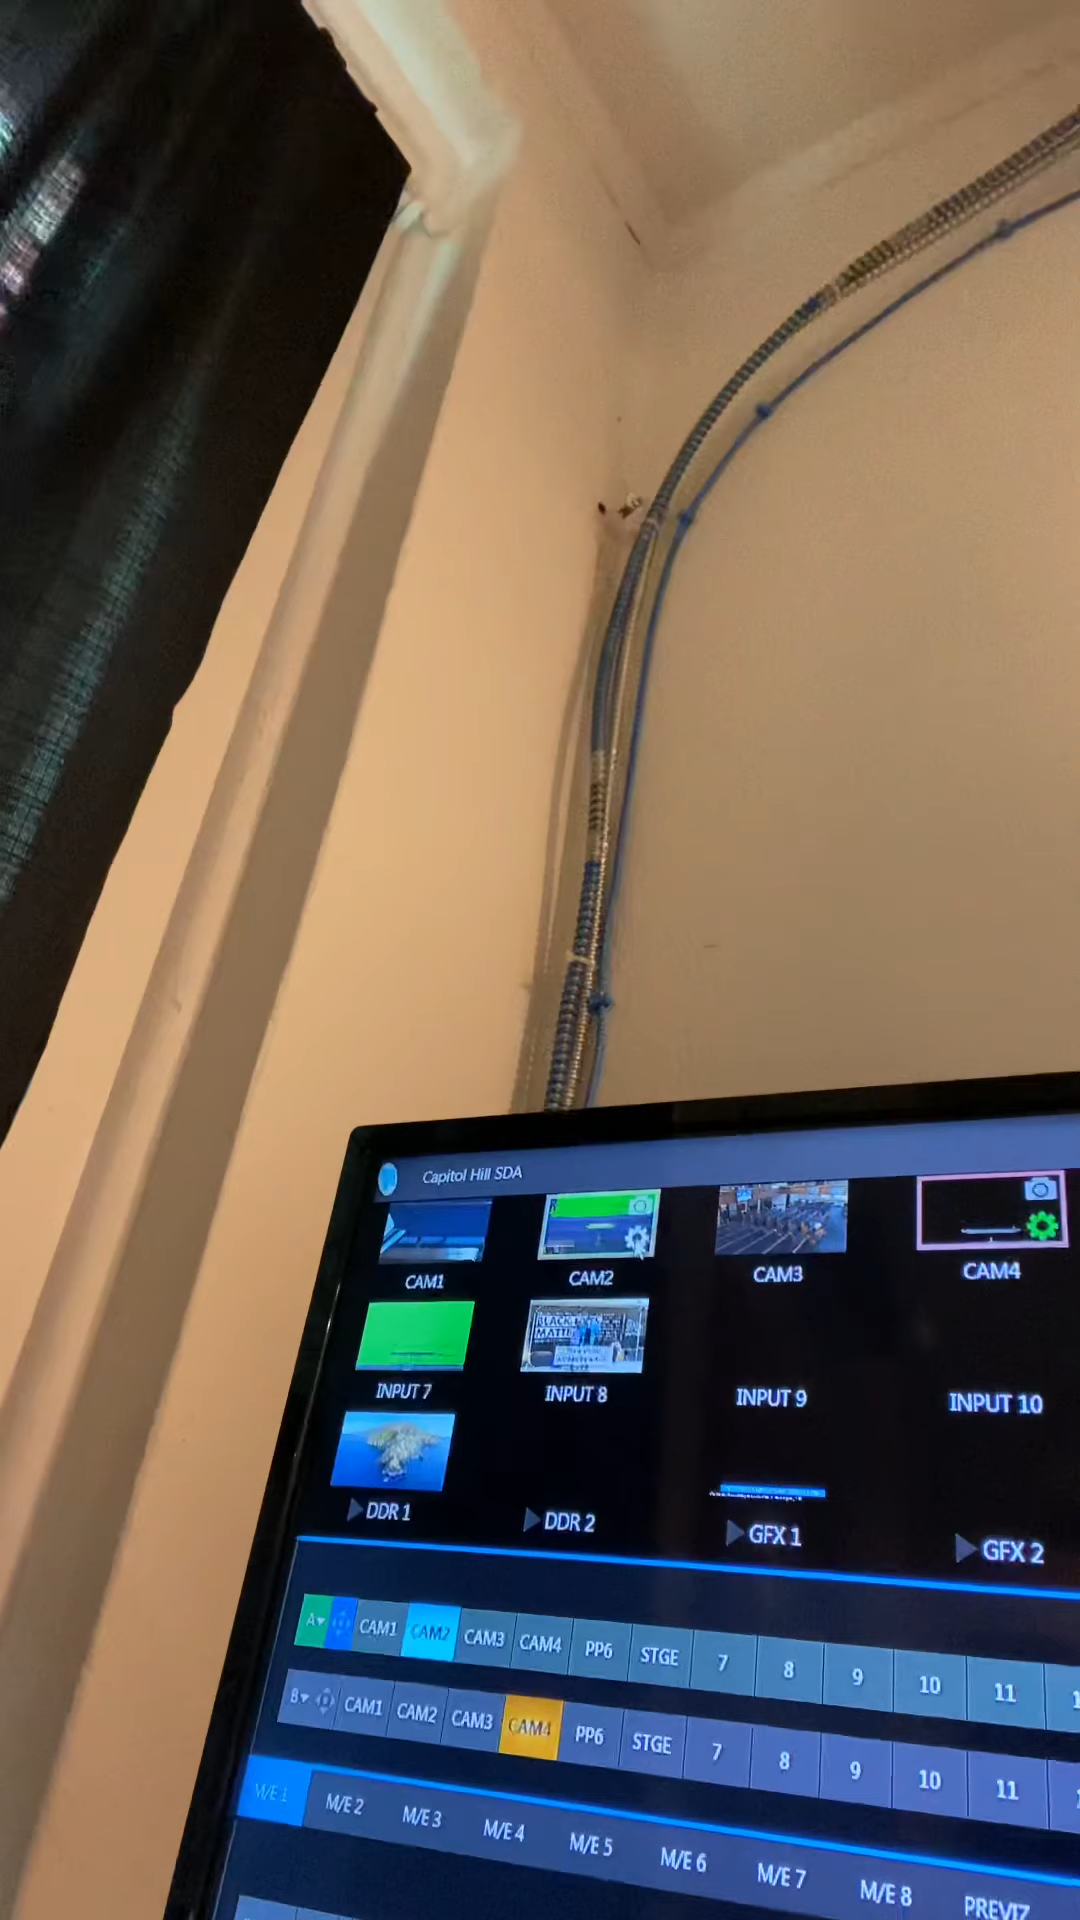 Capitol Hill SDA
CAM1 CAM2 CAM3 CAM4
BLACK
INPUT 7 INPUT 8 INPUT 9 INPUT 10
DDR 1 DDR 2 GFX 1 GFX 2
A CAM1 CAM2 CAM3 CAM4 PP6 STGE 7 8 9 10 11
B CAM1 CAM2 CAM3 CAM4 PP6 STGE 7 8 9 10 11
M/E 1 M/E 2 M/E 3 M/E 4 M/E 5 M/E 6 M/E 7 M/E 8 PREVIZ